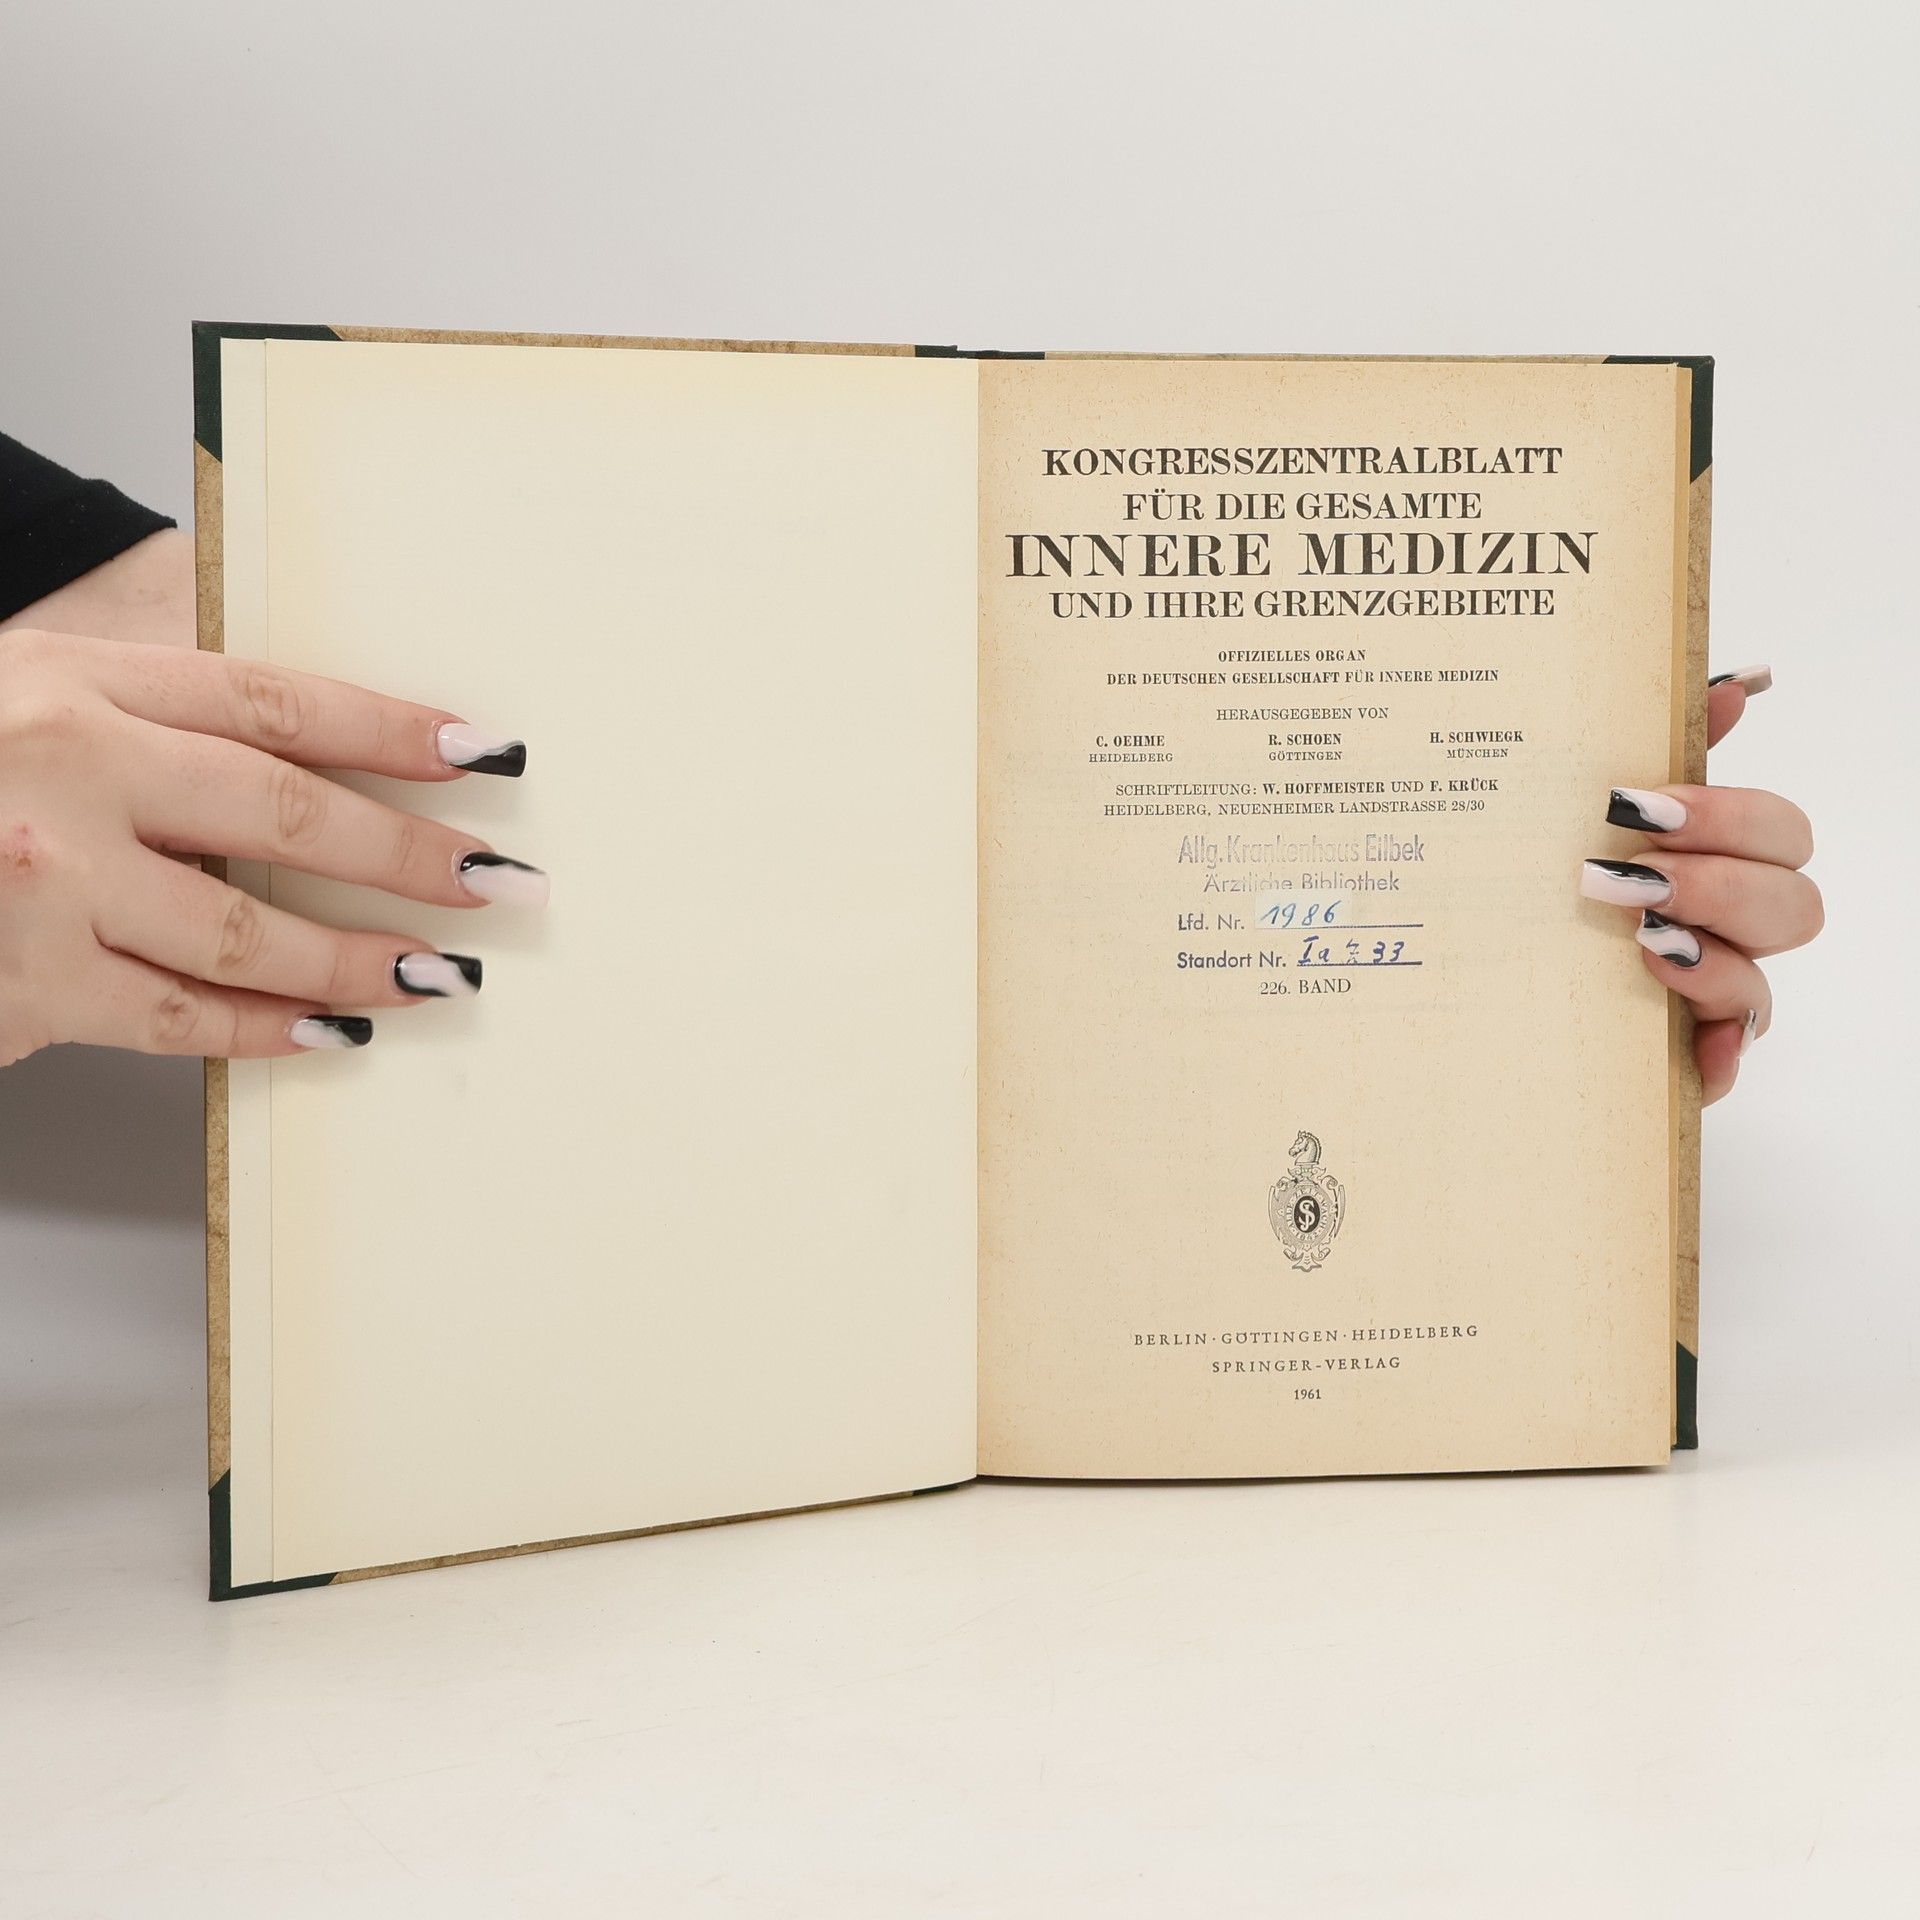 KONGRESSZENTRALBLATT
FÜR DIE GESAMTE
INNERE MEDIZIN
UND IHRE GRENZGEBIETE
OFFIZIELLES ORGAN
DER DEUTSCHEN GESELLSCHAFT FÜR INNERE MEDIZIN
HERAUSGEGEBEN VON
C. OEHME R. SCHOEN H. SCHWIEGK
HEIDELBERG GÖTTINGEN MÜNCHEN
SCHRIFTLEITUNG: W. HOFFMEISTER UND F. KRÜCK
HEIDELBERG, NEUENHEIMER LANDSTRASSE 28/30
Allg. Krankenhaus Eilbek
Ärztliche Bibliothek
Lfd. Nr. 1986
Standort Nr. Ia 33
226. BAND
BERLIN · GÖTTINGEN · HEIDELBERG
SPRINGER-VERLAG
1961